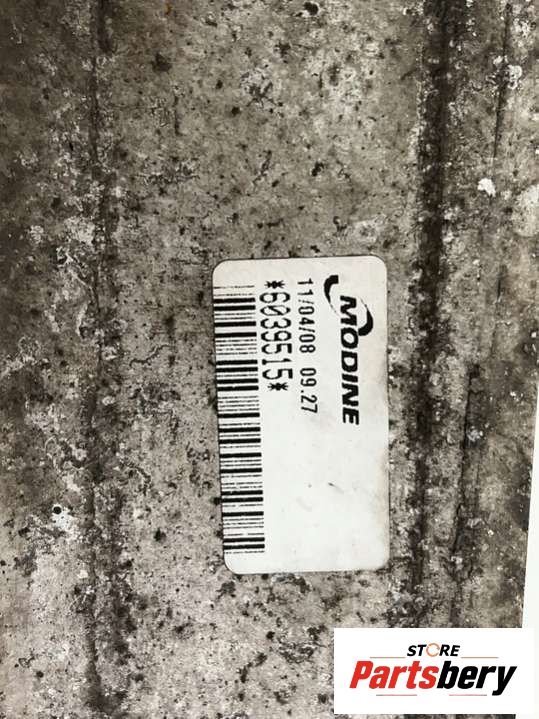 MODINE
11/04/08 09.27
*6039515*
STORE
Partsbery